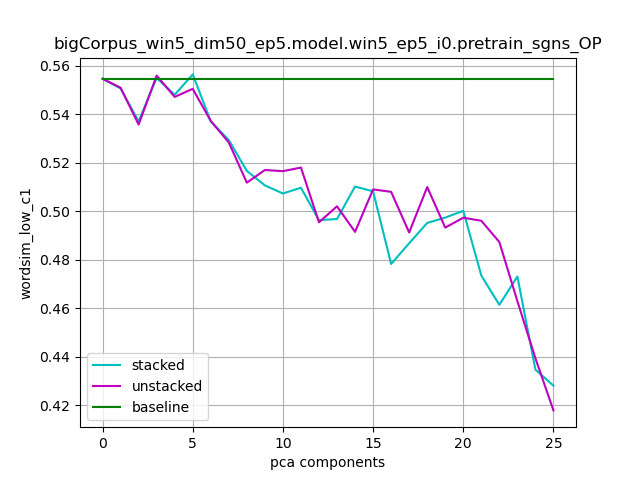 bigCorpus_win5_dim50_ep5.model.win5_ep5_i0.pretrain_sgns_OP
0.56
0.54
0.52
0.50
0.48
0.46
0.44
0.42
wordsim_low_c1
stacked
unstacked
baseline
0 5 10 15 20 25
pca components